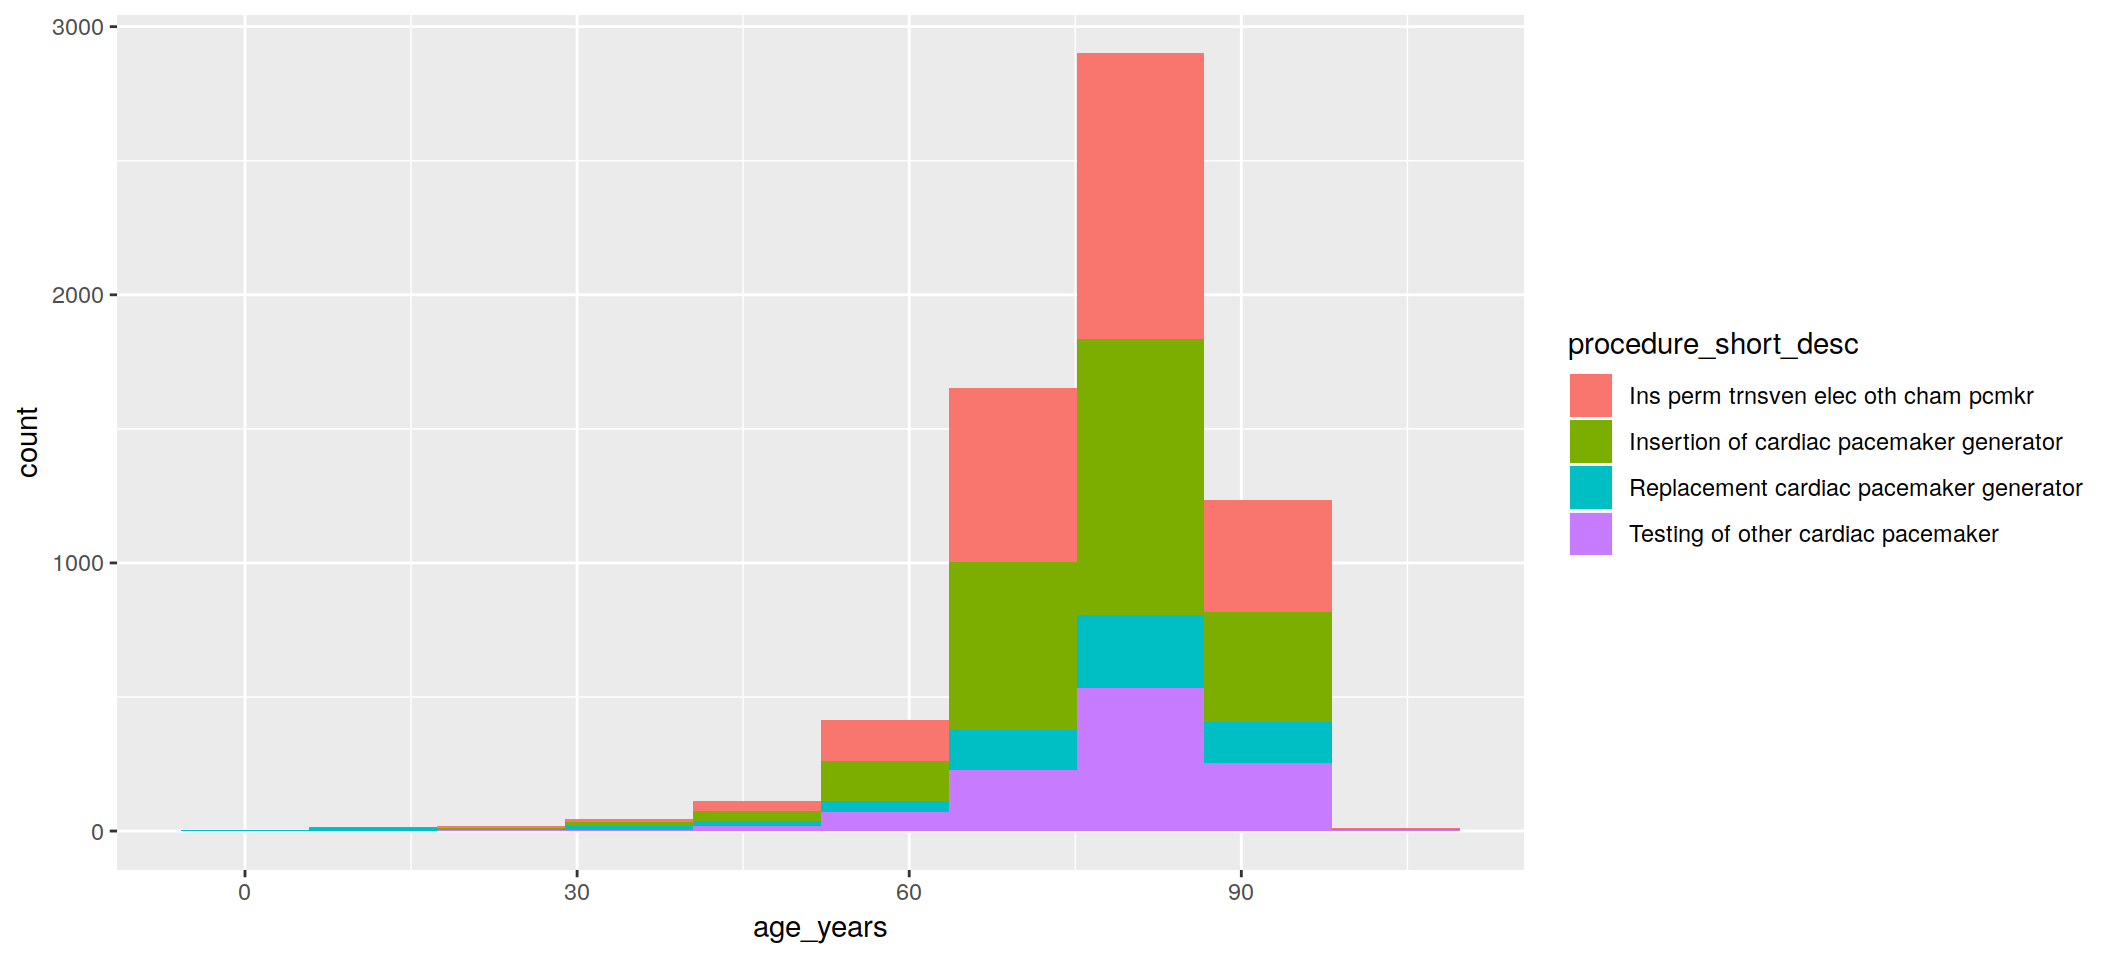 3000
2000
1000
0
count
0 30 60 90
age_years
procedure_short_desc
Ins perm trnsven elec oth cham pcmkr
Insertion of cardiac pacemaker generator
Replacement cardiac pacemaker generator
Testing of other cardiac pacemaker